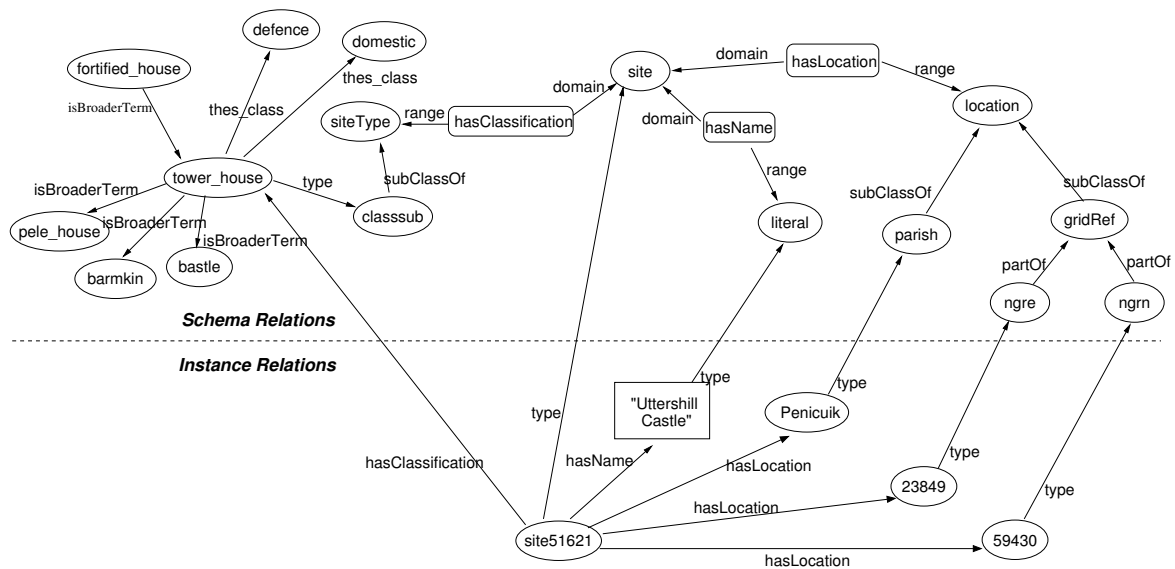 defence
domestic
fortified_house
thes_class
isBroaderTerm
thes_class
site
domain
hasLocation
range
domain
location
siteType
range
hasClassification
domain
hasName
tower_house
type
subClassOf
range
subClassOf
isBroaderTerm
classsub
literal
gridRef
pele_house
isBroaderTerm
parish
isBroaderTerm
barmkin
bastle
partOf
partOf
ngre
ngrn
Schema Relations
Instance Relations
type
type
"Uttershill
Castle"
Penicuik
type
type
hasClassification
hasName
hasLocation
type
23849
hasLocation
type
site51621
59430
hasLocation